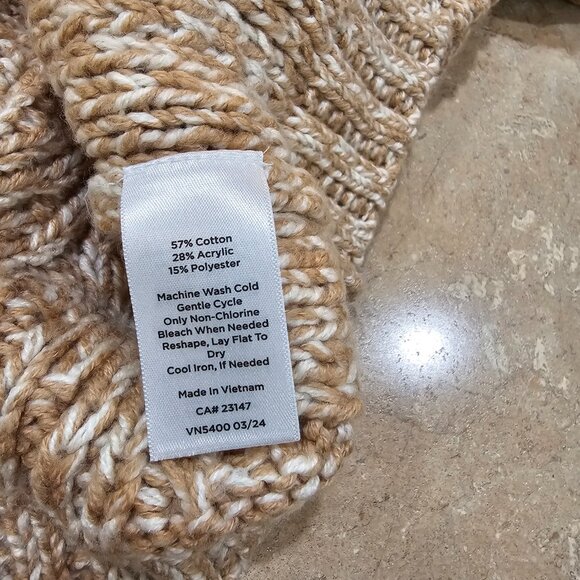 57% Cotton
28% Acrylic
15% Polyester
Machine Wash Cold
Gentle Cycle
Only Non-Chlorine
Bleach When Needed
Reshape, Lay Flat To
Dry
Cool Iron, If Needed
Made In Vietnam
CA# 23147
VN5400 03/24